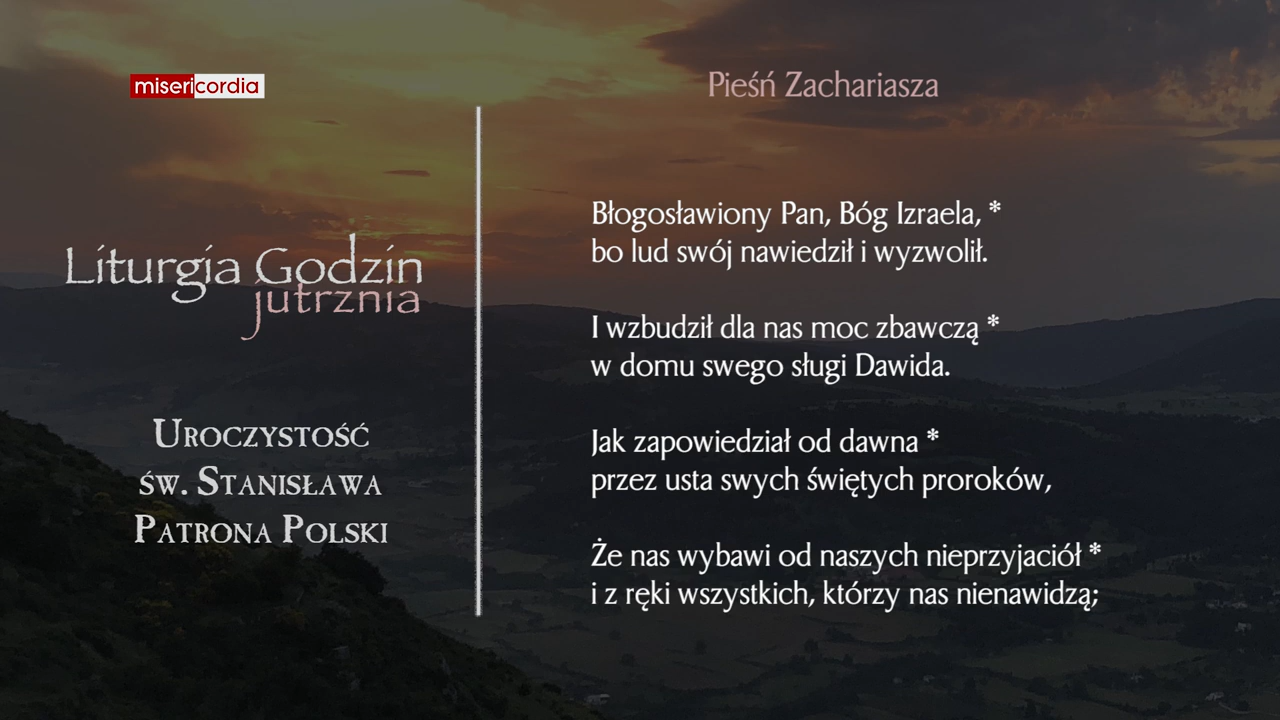 misericordia
Liturgia Godzin
jutrznia
Uroczystość
św. Stanisława
Patrona Polski
Pieśń Zachariasza
Błogosławiony Pan, Bóg Izraela, *
bo lud swój nawiedził i wyzwolił.
I wzbudził dla nas moc zbawczą *
w domu swego sługi Dawida.
Jak zapowiedział od dawna *
przez usta swych świętych proroków,
Że nas wybawi od naszych nieprzyjaciół *
i z ręki wszystkich, którzy nas nienawidzą;